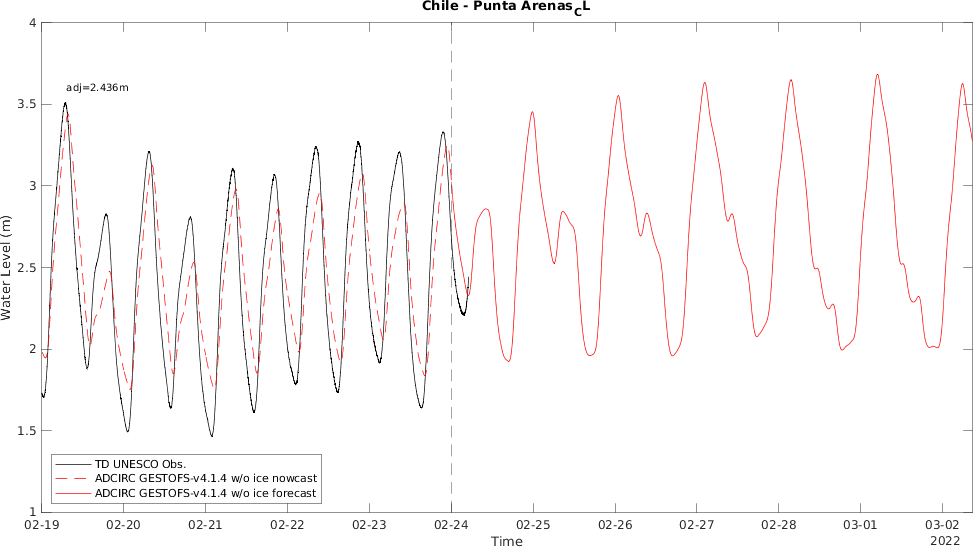 Chile - Punta Arenas_CL
adj=2.436m
4
3.5
3
2.5
2
1.5
1
Water Level (m)
TD UNESCO Obs.
ADCIRC GESTOFS-v4.1.4 w/o ice nowcast
ADCIRC GESTOFS-v4.1.4 w/o ice forecast
02-19 02-20 02-21 02-22 02-23 02-24 02-25 02-26 02-27 02-28 03-01 03-02
Time 2022